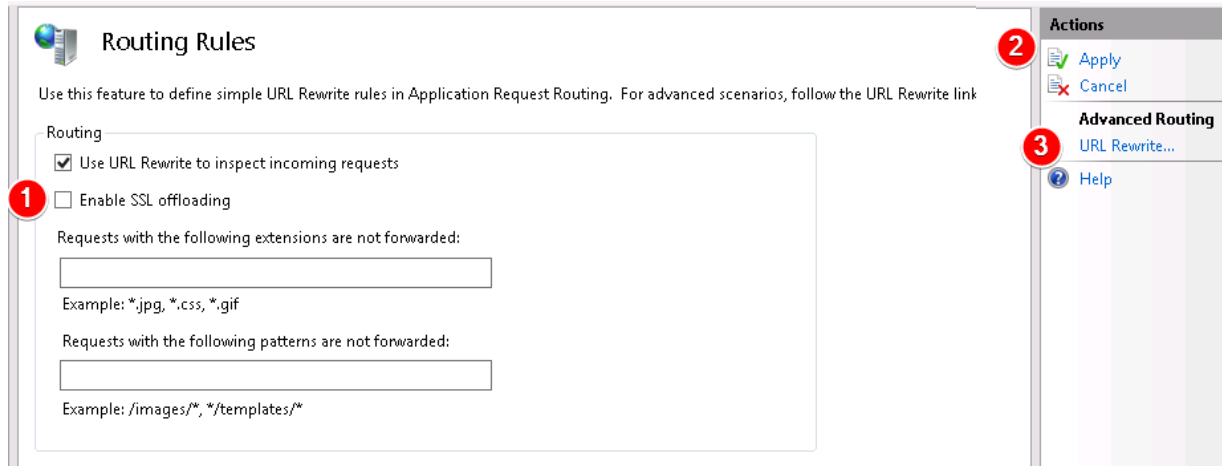 Routing Rules
Use this feature to define simple URL Rewrite rules in Application Request Routing. For advanced scenarios, follow the URL Rewrite link
Routing
Use URL Rewrite to inspect incoming requests
1
Enable SSL offloading
Requests with the following extensions are not forwarded:
Example: *.jpg, *.css, *.gif
Requests with the following patterns are not forwarded:
Example: /images/*, */templates/*
Actions
2
Apply
Cancel
Advanced Routing
3
URL Rewrite...
Help